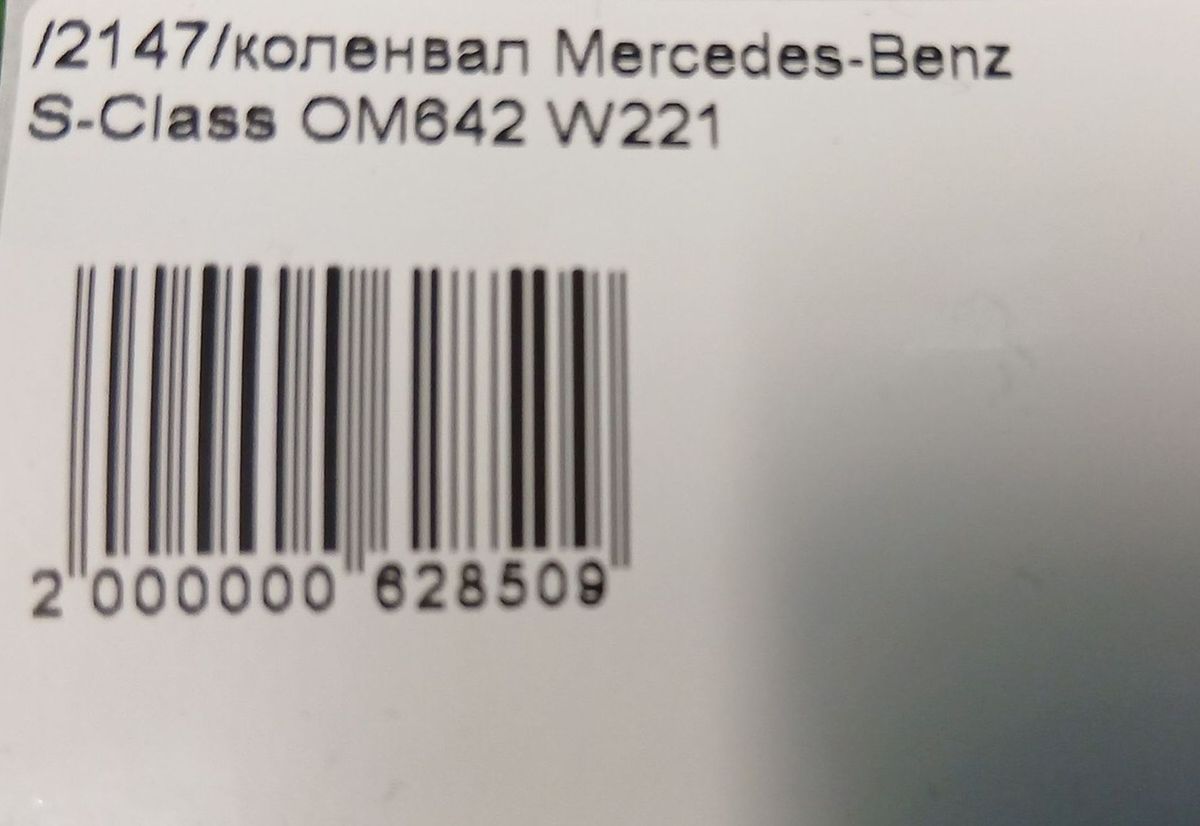 /2147/коленвал Mercedes-Benz
S-Class OM642 W221
2 000000 628509